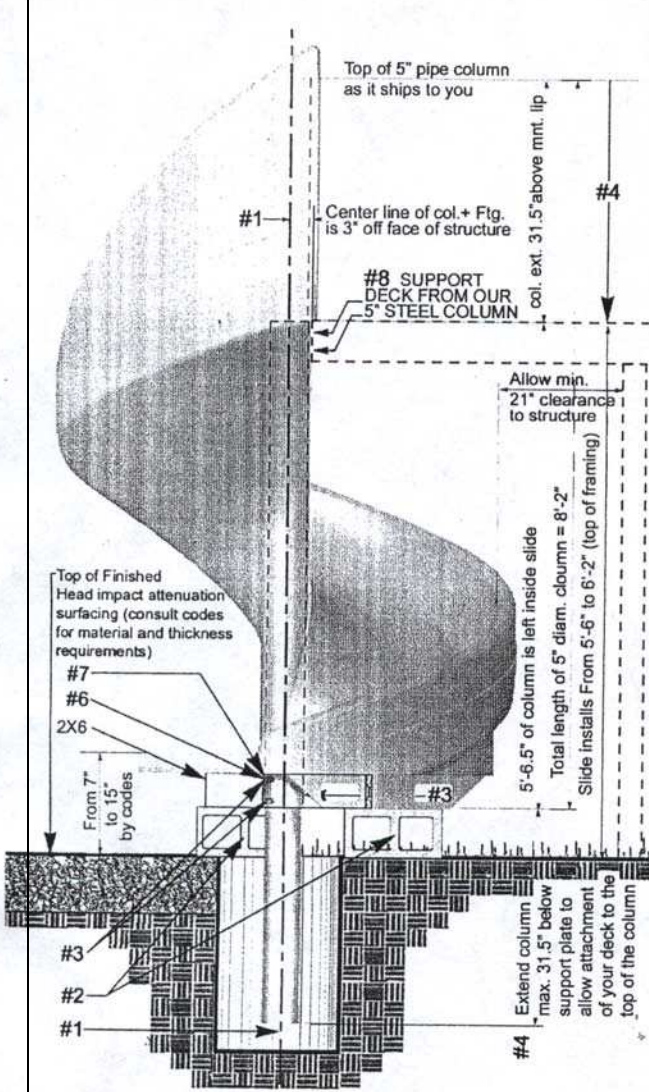 Top of 5" pipe column
as it ships to you
col. ext. 31.5"above mnt. lip
#4
#1
Center line of col.+ Ftg.
is 3" off face of structure
#8 SUPPORT
DECK FROM OUR
5" STEEL COLUMN
Allow min.
21" clearance
to structure
5'-6.5" of column is left inside slide
Total length of 5" diam. cloumn = 8'-2"
Slide installs From 5'-6" to 6'-2" (top of framing)
Top of Finished
Head impact attenuation
surfacing (consult codes
for material and thickness
requirements)
#7
#6
2X6
From 7"
to 15"
by codes
#3
#3
#2
#1
Extend column
max. 31.5" below
support plate to
allow attachment
of your deck to the
top of the column
#4